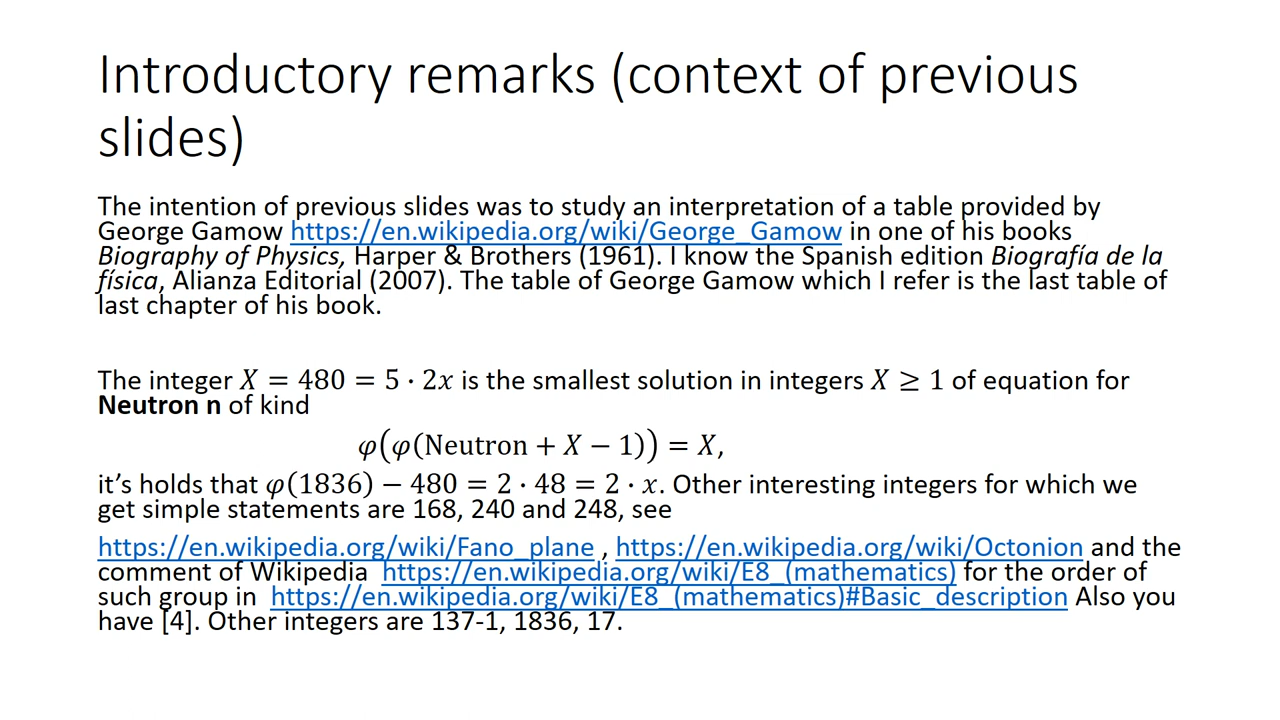 Introductory remarks (context of previous
slides)
The intention of previous slides was to study an interpretation of a table provided by
George Gamow https://en.wikipedia.org/wiki/George_Gamow in one of his books
Biography of Physics, Harper & Brothers (1961). I know the Spanish edition Biografía de la
física, Alianza Editorial (2007). The table of George Gamow which I refer is the last table of
last chapter of his book.
The integer X = 480 = 5 · 2x is the smallest solution in integers X ≥ 1 of equation for
Neutron n of kind
φ(φ(Neutron + X − 1)) = X,
it’s holds that φ(1836) − 480 = 2 · 48 = 2 · x. Other interesting integers for which we
get simple statements are 168, 240 and 248, see
https://en.wikipedia.org/wiki/Fano_plane , https://en.wikipedia.org/wiki/Octonion and the
comment of Wikipedia https://en.wikipedia.org/wiki/E8_(mathematics) for the order of
such group in https://en.wikipedia.org/wiki/E8_(mathematics)#Basic_description Also you
have [4]. Other integers are 137-1, 1836, 17.